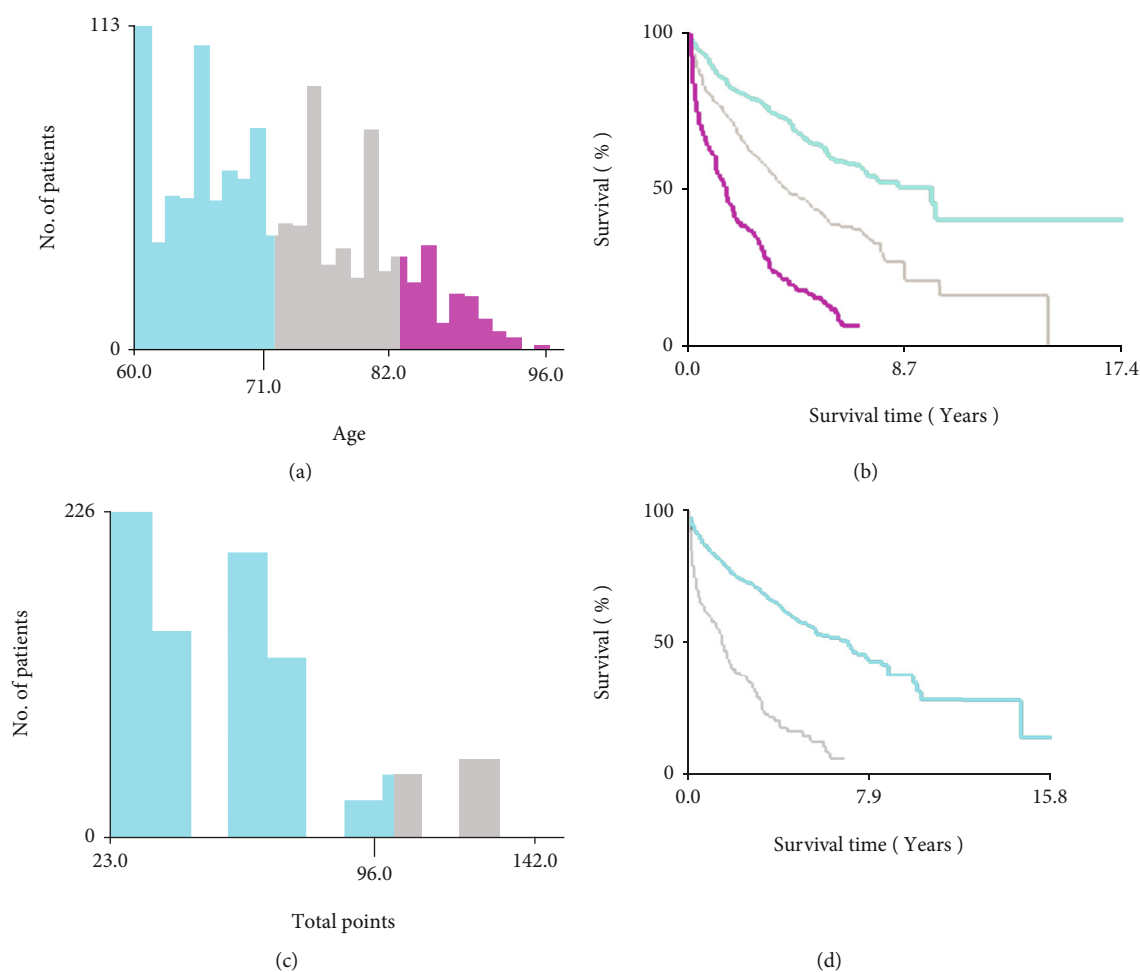 113
No. of patients
0
60.0
71.0
82.0
96.0
Age
(a)
100
Survival ( % )
50
0
0.0
8.7
17.4
Survival time ( Years )
(b)
226
No. of patients
0
23.0
96.0
142.0
Total points
(c)
100
Survival ( % )
50
0
0.0
7.9
15.8
Survival time ( Years )
(d)